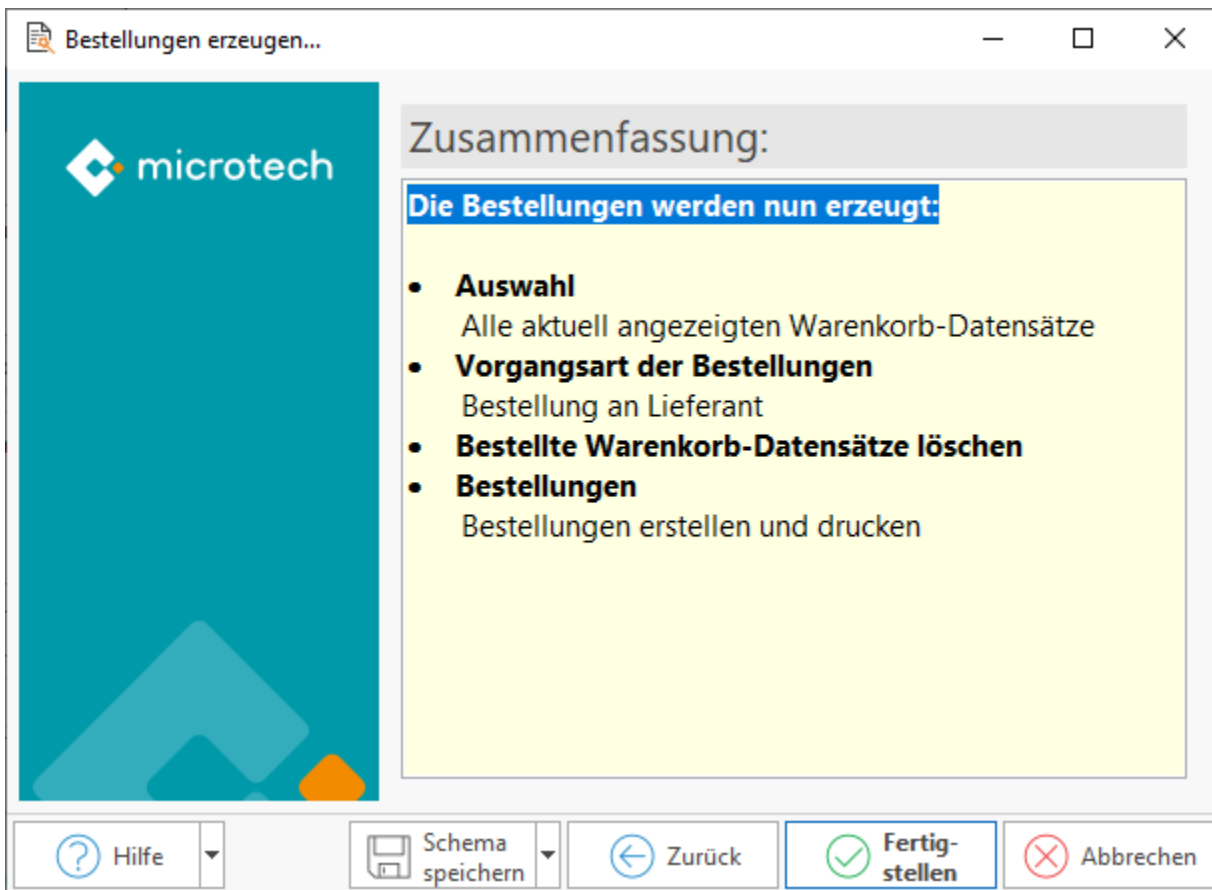 Bestellungen erzeugen...
microtech
Zusammenfassung:
Die Bestellungen werden nun erzeugt:
• Auswahl
Alle aktuell angezeigten Warenkorb-Datensätze
• Vorgangsart der Bestellungen
Bestellung an Lieferant
• Bestellte Warenkorb-Datensätze löschen
• Bestellungen
Bestellungen erstellen und drucken
Hilfe
Schema
speichern
Zurück
Fertig-
stellen
Abbrechen